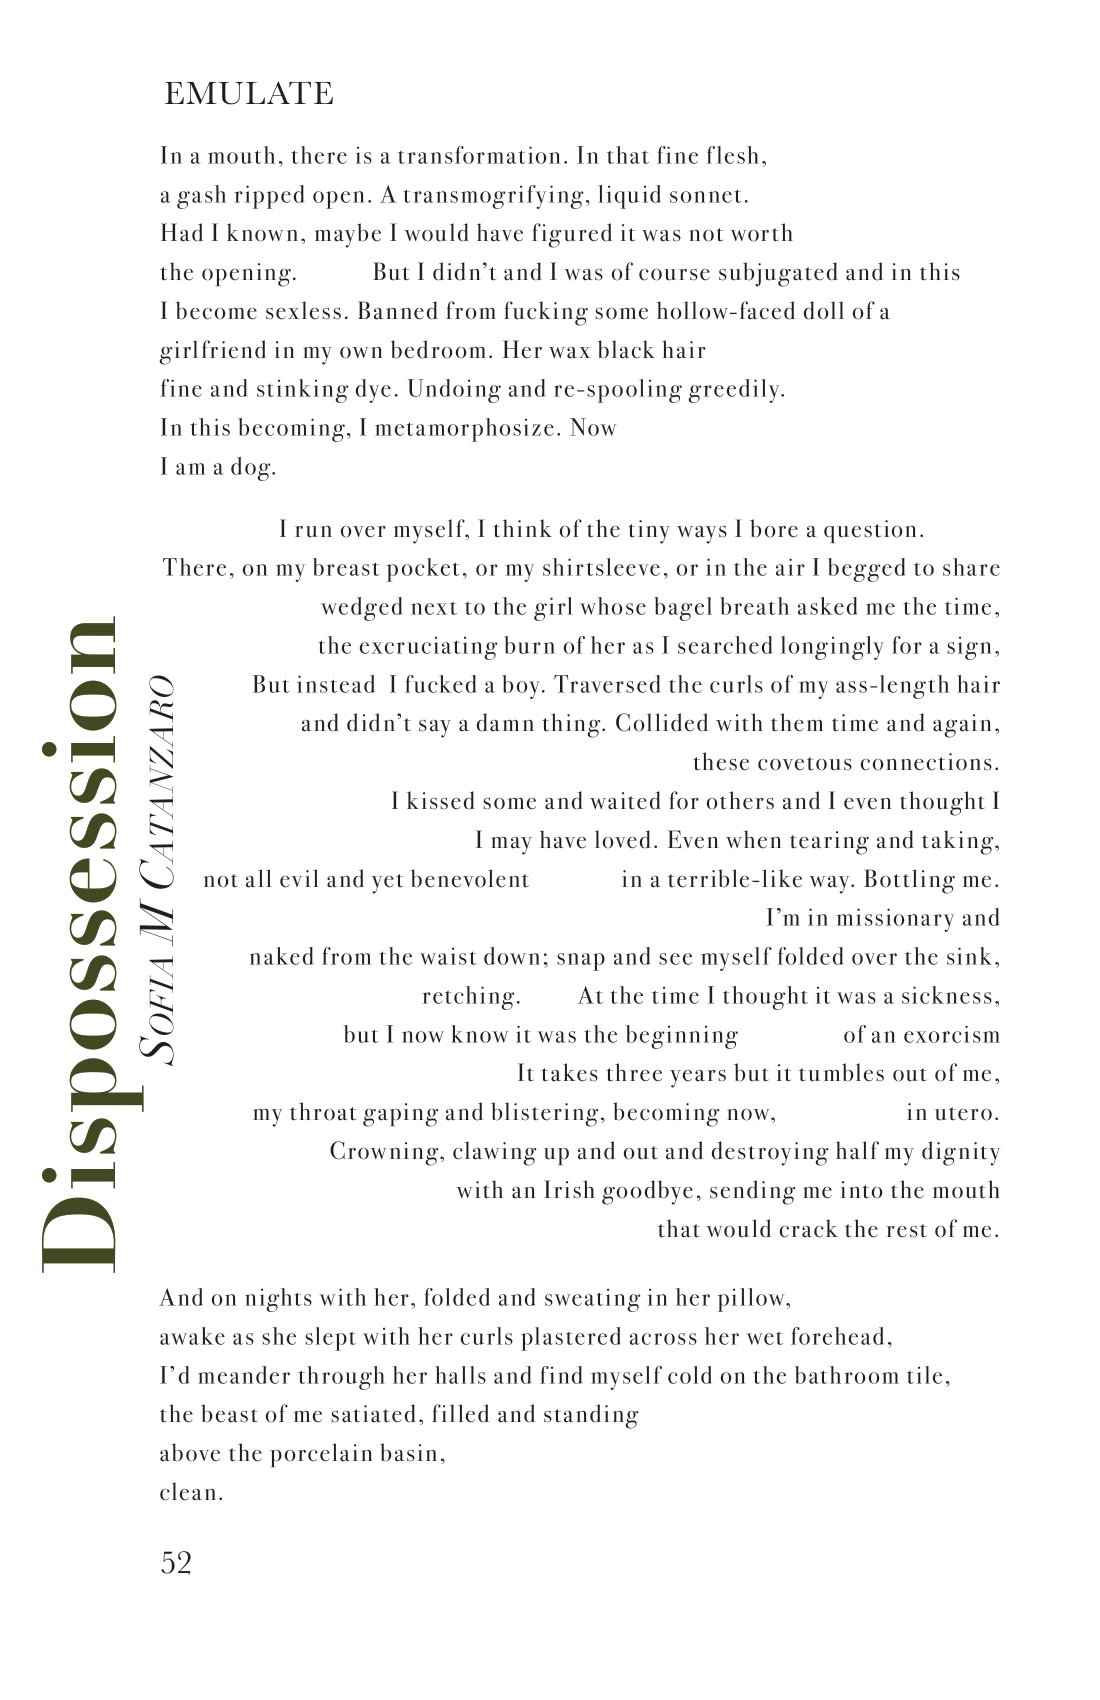 EMULATE
In a mouth, there is a transformation. In that fine flesh,
a gash ripped open. A transmogrifying, liquid sonnet.
Had I known, maybe I would have figured it was not worth
the opening. But I didn’t and I was of course subjugated and in this
I become sexless. Banned from fucking some hollow-faced doll of a
girlfriend in my own bedroom. Her wax black hair
fine and stinking dye. Undoing and re-spooling greedily.
In this becoming, I metamorphosize. Now
I am a dog.
I run over myself, I think of the tiny ways I bore a question.
There, on my breast pocket, or my shirtsleeve, or in the air I begged to share
wedged next to the girl whose bagel breath asked me the time,
the excruciating burn of her as I searched longingly for a sign,
But instead I fucked a boy. Traversed the curls of my ass-length hair
and didn’t say a damn thing. Collided with them time and again,
these covetous connections.
I kissed some and waited for others and I even thought I
I may have loved. Even when tearing and taking,
not all evil and yet benevolent in a terrible-like way. Bottling me.
I’m in missionary and
naked from the waist down; snap and see myself folded over the sink,
retching. At the time I thought it was a sickness,
but I now know it was the beginning of an exorcism
It takes three years but it tumbles out of me,
my throat gaping and blistering, becoming now, in utero.
Crowning, clawing up and out and destroying half my dignity
with an Irish goodbye, sending me into the mouth
that would crack the rest of me.
And on nights with her, folded and sweating in her pillow,
awake as she slept with her curls plastered across her wet forehead,
I’d meander through her halls and find myself cold on the bathroom tile,
the beast of me satiated, filled and standing
above the porcelain basin,
clean.
Dispossession
SOFIA M CATANZARO
52